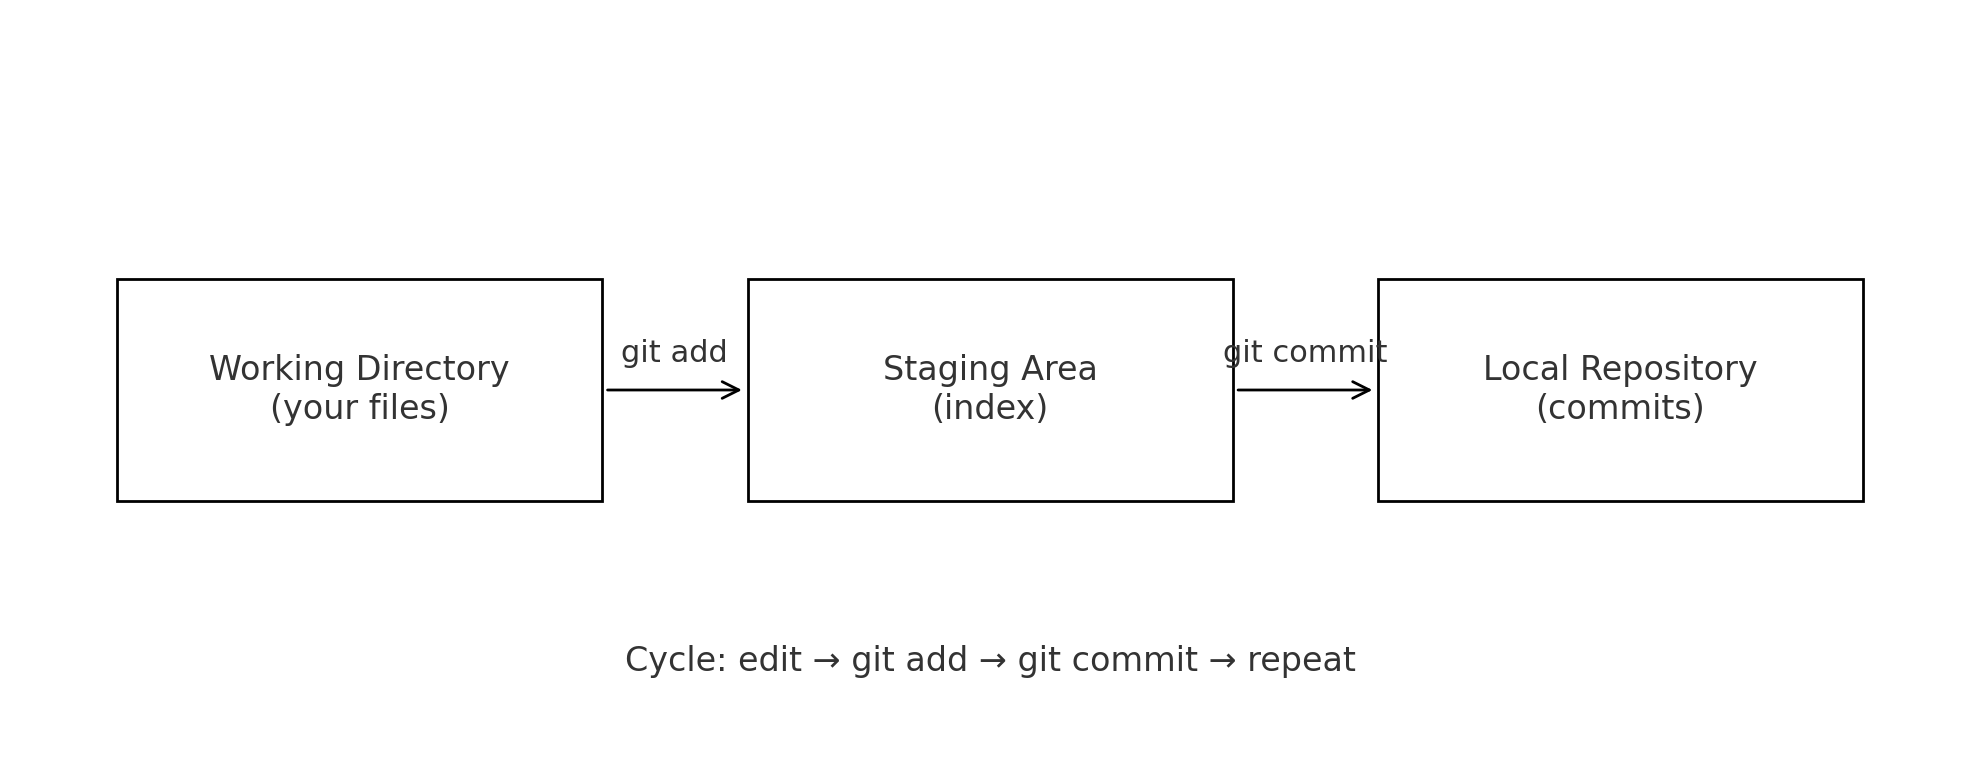 Working Directory
(your files)
git add
Staging Area
(index)
git commit
Local Repository
(commits)
Cycle: edit → git add → git commit → repeat